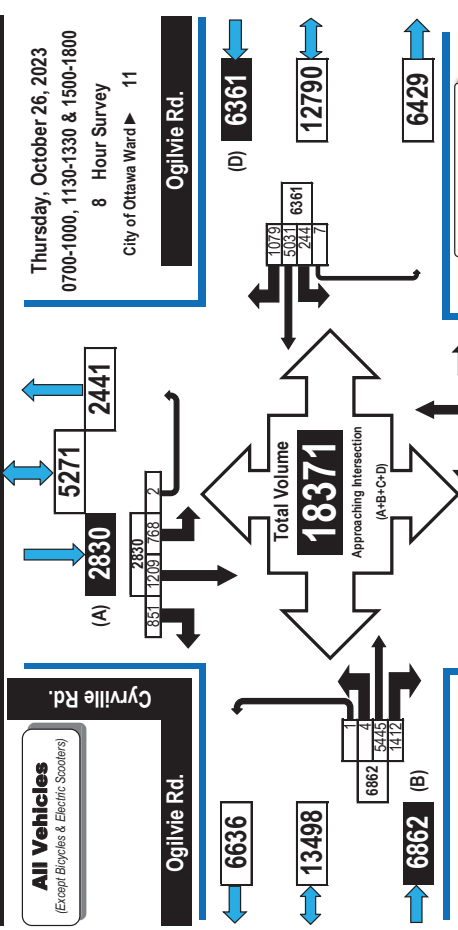 All Vehicles
(Except Bicycles & Electric Scooters)
Cyrville Rd.
Ogilvie Rd.
Thursday, October 26, 2023
0700-1000, 1130-1330 & 1500-1800
8 Hour Survey
City of Ottawa Ward ► 11
Ogilvie Rd.
5271
(A) 2830 2441
2830
851 1209 768 2
6636
13498
6862 (B)
6862
1
4
5445
1412
Total Volume
18371
Approaching Intersection
(A+B+C+D)
1079
5031
244
7
6361
(D) 6361
12790
6429